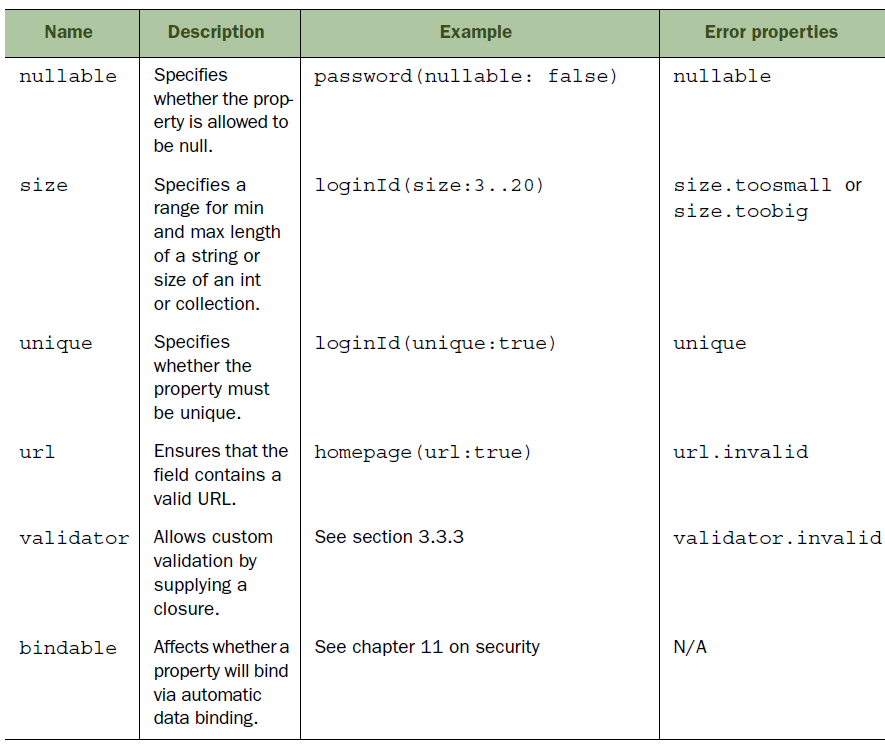 Name Description Example Error properties
nullable Specifies password(nullable: false) nullable
whether the prop-
erty is allowed to
be null.
size Specifies a loginId(size:3..20) size.toosmall or
range for min size.toobig
and max length
of a string or
size of an int
or collection.
unique Specifies loginId(unique:true) unique
whether the
property must
be unique.
url Ensures that the homepage(url:true) url.invalid
field contains a
valid URL.
validator Allows custom See section 3.3.3 validator.invalid
validation by
supplying a
closure.
bindable Affects whether a See chapter 11 on security N/A
property will bind
via automatic
data binding.